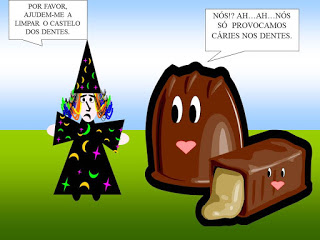 POR FAVOR,
AJUDEM-ME A
LIMPAR O CASTELO
DOS DENTES.
NÓS!? AH…AH…NÓS
SÓ PROVOCAMOS
CÁRIES NOS DENTES.